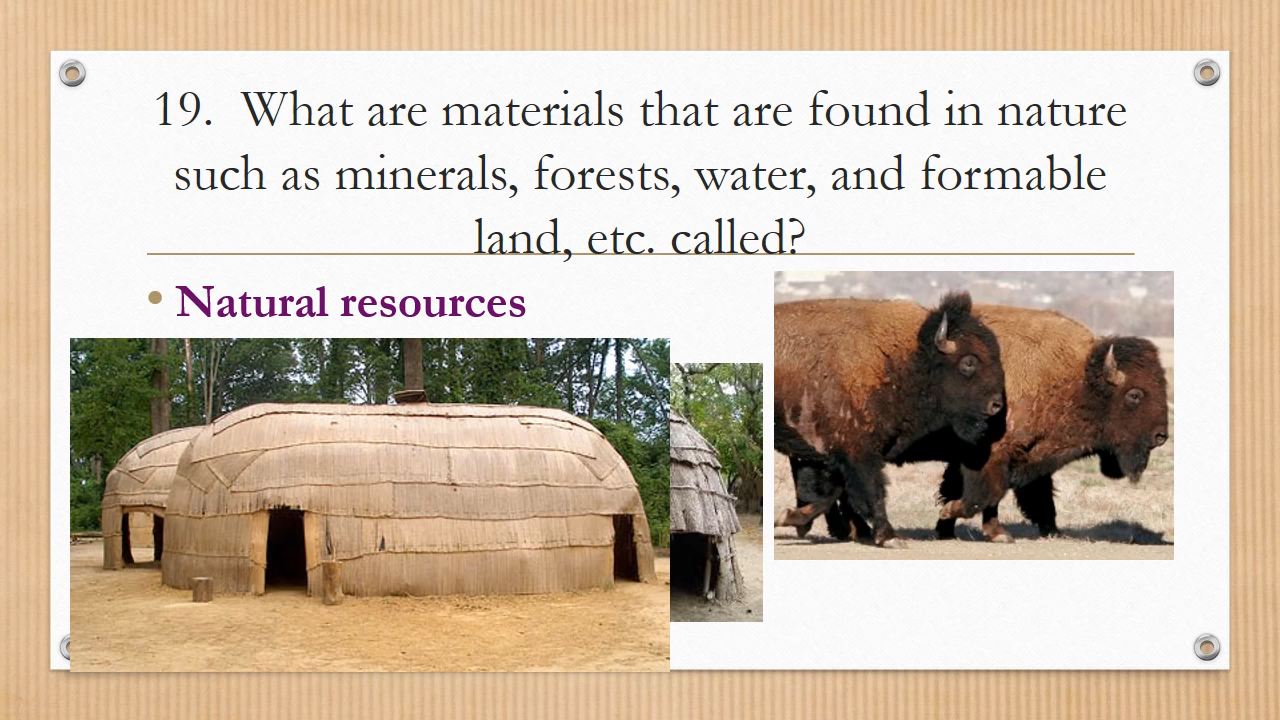 19. What are materials that are found in nature
such as minerals, forests, water, and formable
land, etc. called?
• Natural resources